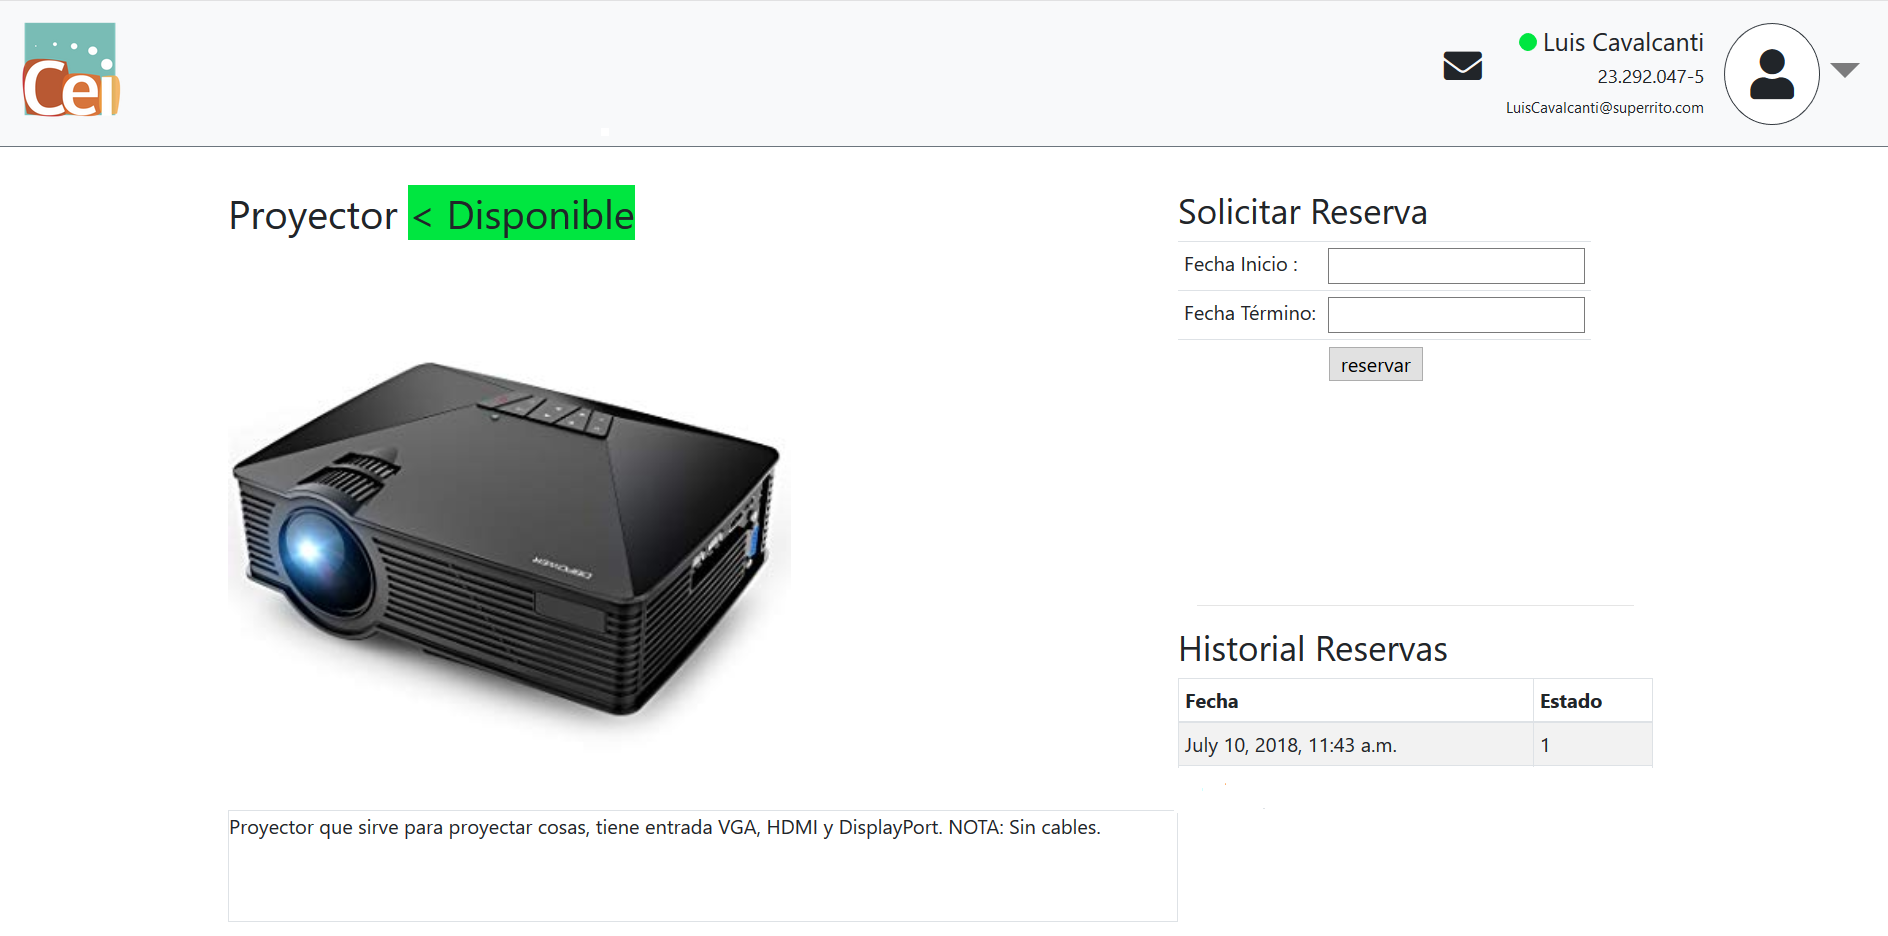 Cei
Luis Cavalcanti
23.292.047-5
LuisCavalcanti@superrito.com
Proyector < Disponible
Solicitar Reserva
Fecha Inicio :
Fecha Término:
reservar
DBPOWER
Historial Reservas
Fecha Estado
July 10, 2018, 11:43 a.m. 1
Proyector que sirve para proyectar cosas, tiene entrada VGA, HDMI y DisplayPort. NOTA: Sin cables.